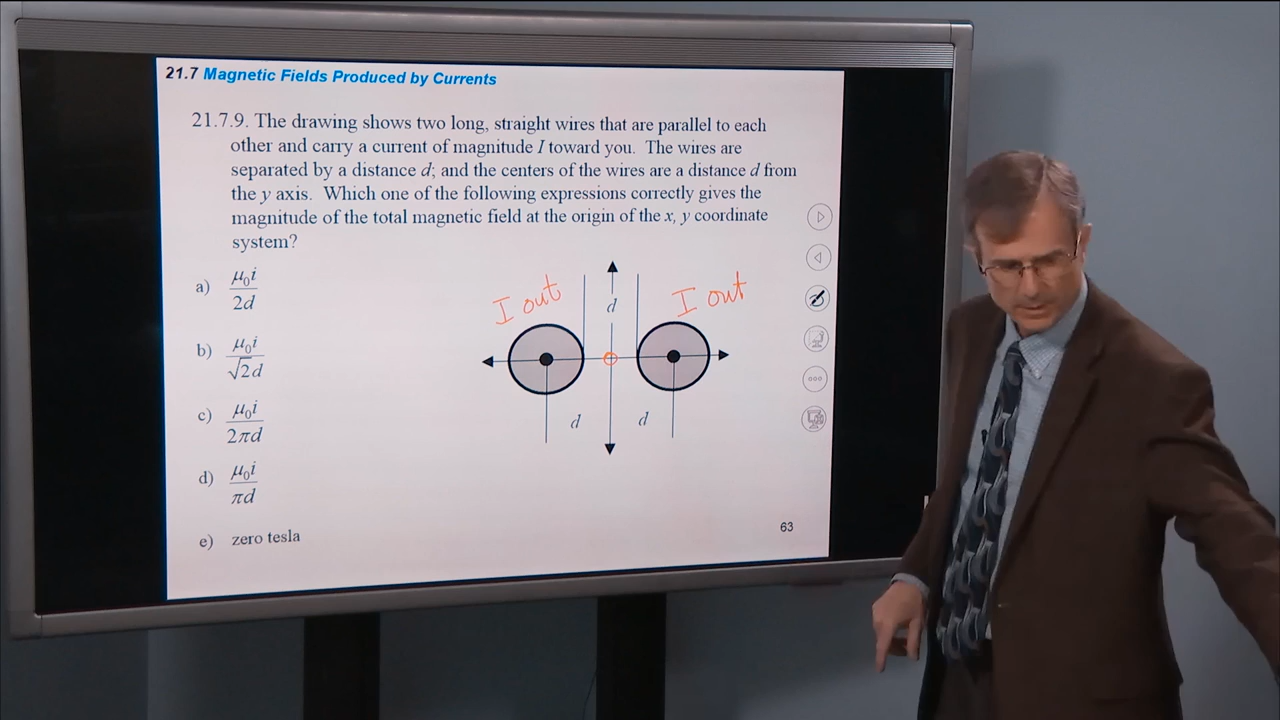 21.7 Magnetic Fields Produced by Currents
21.7.9. The drawing shows two long, straight wires that are parallel to each
other and carry a current of magnitude I toward you. The wires are
separated by a distance d; and the centers of the wires are a distance d from
the y axis. Which one of the following expressions correctly gives the
magnitude of the total magnetic field at the origin of the x, y coordinate
system?
a) μ₀i / 2d
b) μ₀i / √2d
c) μ₀i / 2πd
d) μ₀i / πd
e) zero tesla
I out
d
I out
d
d
63